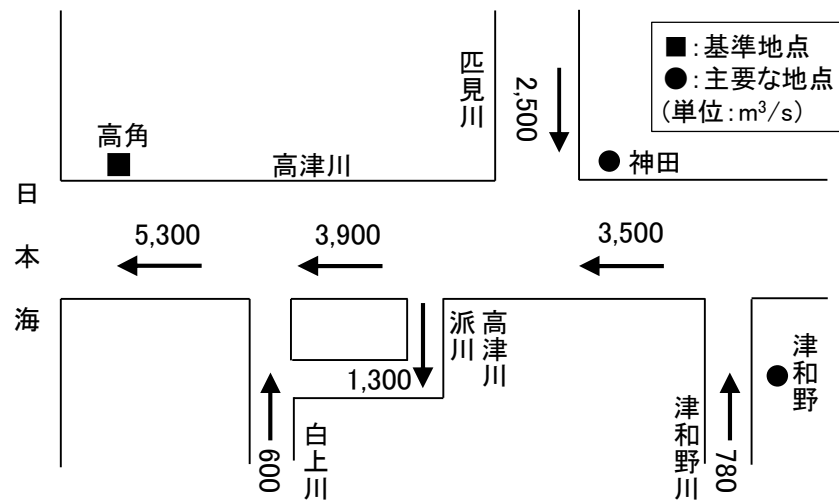 ■:基準地点
●:主要な地点
(単位:m³/s)
匹見川
2,500
高角
高津川
神田
日本海
5,300
3,900
3,500
高津川
派川
1,300
津和野
白上川
600
津和野川
780